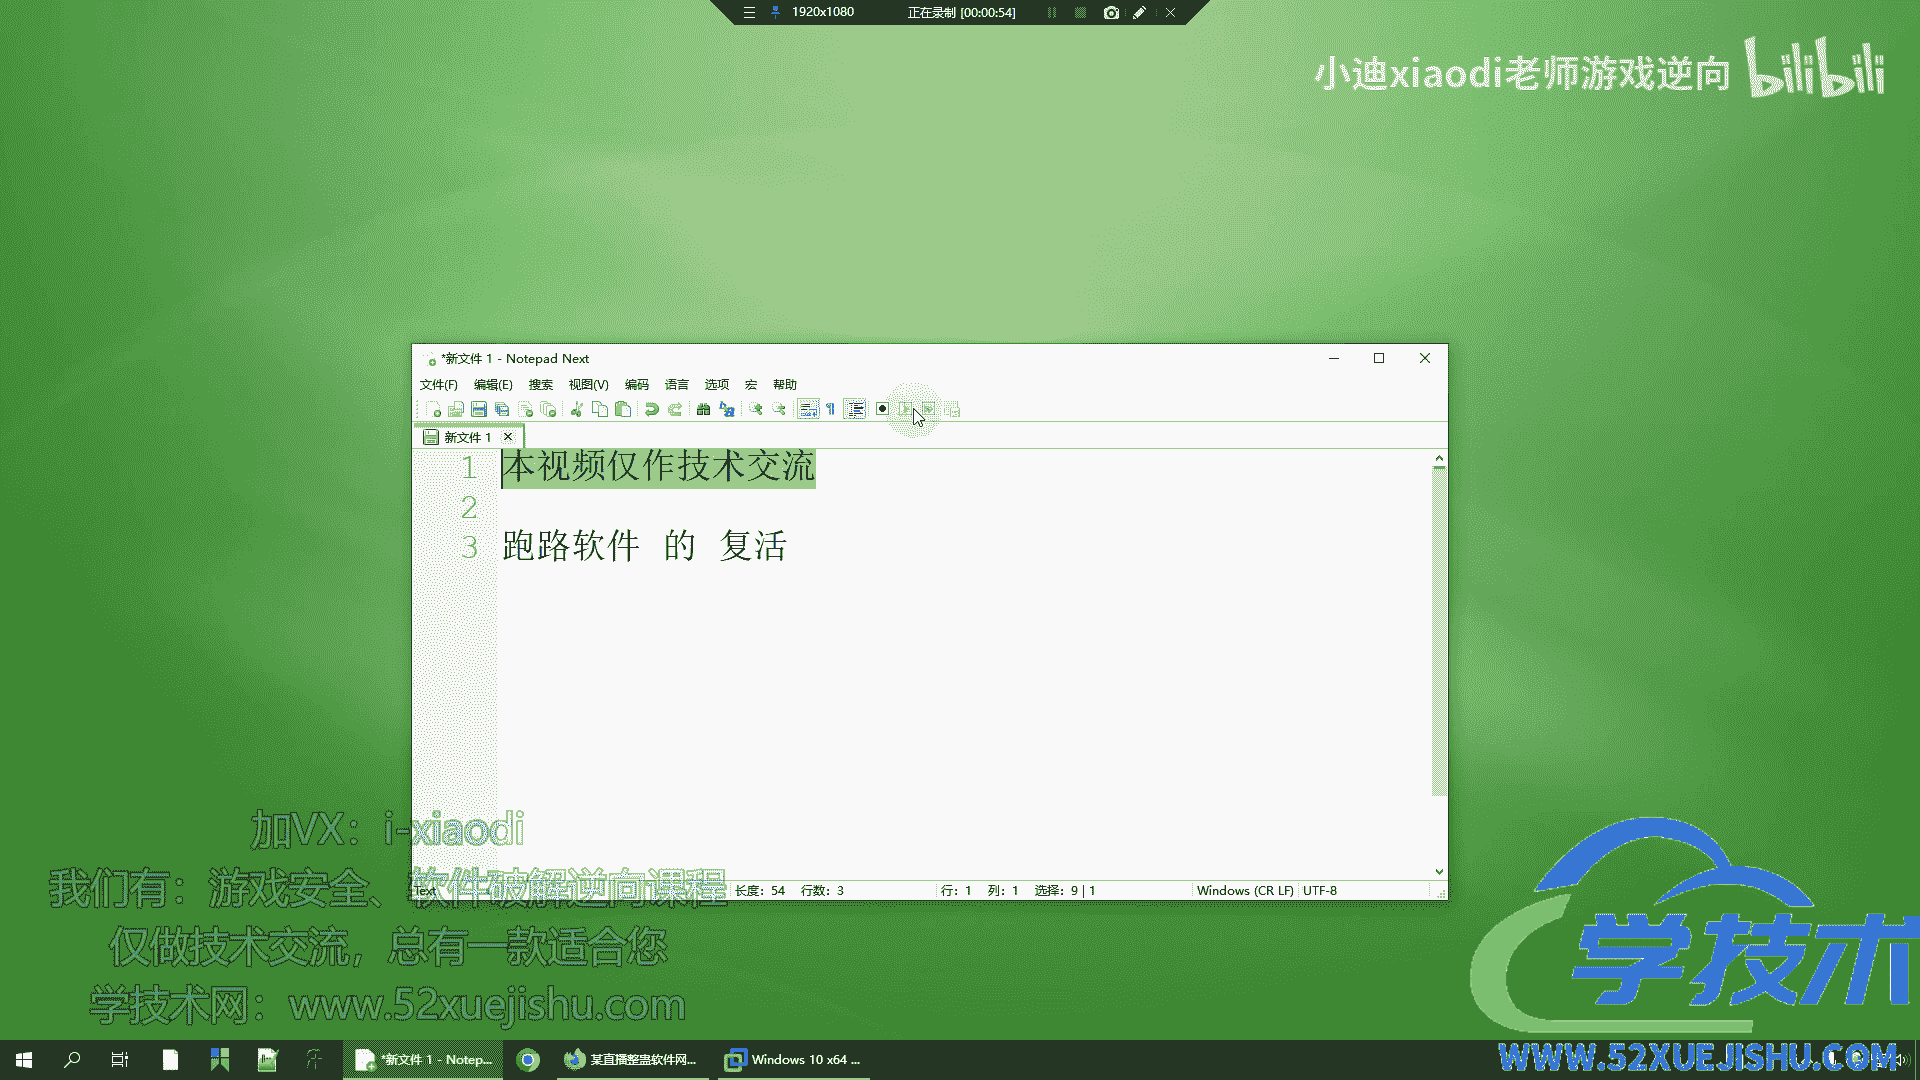 1920x1080 正在录制 [00:00:54]
小迪xiaodi老师游戏逆向 bilibili
*新文件 1 - Notepad Next
文件(F) 编辑(E) 搜索 视图(V) 编码 语言 选项 宏 帮助
新文件 1
1 本视频仅作技术交流
2
3 跑路软件 的 复活
加VX：i-xiaodi
我们有：游戏安全、软件破解逆向课程
Text 长度：54 行数：3 行：1 列：1 选择：9 | 1 Windows (CR LF) UTF-8
仅做技术交流，总有一款适合您
学技术网：www.52xuejishu.com
学技术
WWW.52XUEJISHU.COM
*新文件 1 - Notep... 某直播整蛊软件网... Windows 10 x64 ...